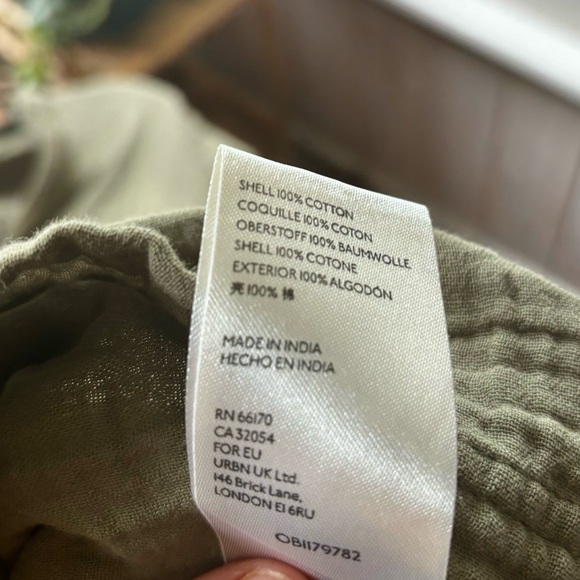 SHELL 100% COTTON
COQUILLE 100% COTON
OBERSTOFF 100% BAUMWOLLE
SHELL 100% COTONE
EXTERIOR 100% ALGODÓN
壳 100% 棉
MADE IN INDIA
HECHO EN INDIA
RN 66170
CA 32054
FOR EU
URBN UK Ltd.
146 Brick Lane,
LONDON E1 6RU
OB1179782